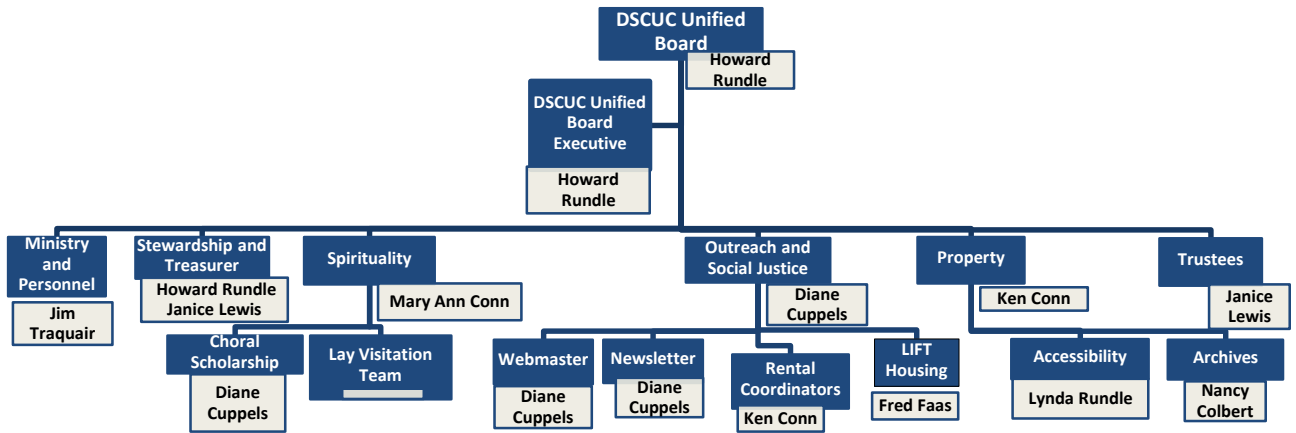 DSCUC Unified
Board
Howard
Rundle
DSCUC Unified
Board
Executive
Howard
Rundle
Ministry
and
Personnel
Jim
Traquair
Stewardship and
Treasurer
Howard Rundle
Janice Lewis
Spirituality
Mary Ann Conn
Outreach and
Social Justice
Diane
Cuppels
Property
Ken Conn
Trustees
Janice
Lewis
Choral
Scholarship
Diane
Cuppels
Lay Visitation
Team
Webmaster
Diane
Cuppels
Newsletter
Diane
Cuppels
Rental
Coordinators
Ken Conn
LIFT
Housing
Fred Faas
Accessibility
Lynda Rundle
Archives
Nancy
Colbert